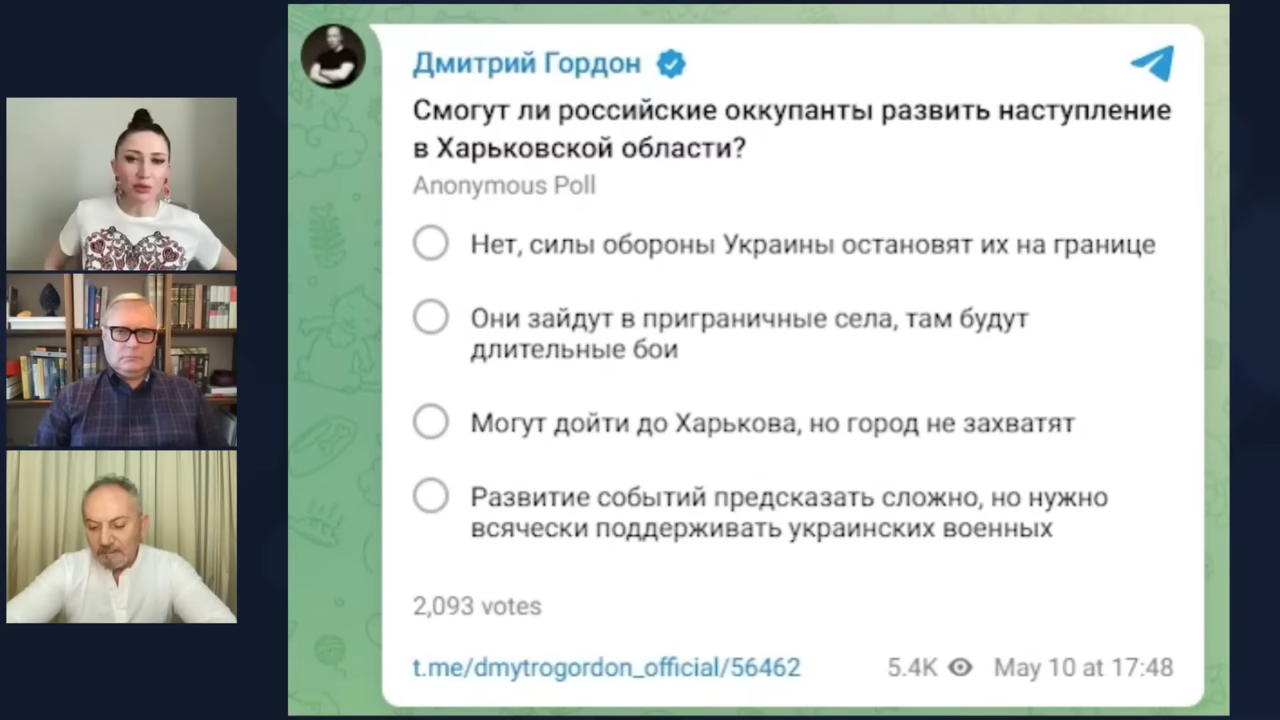 Дмитрий Гордон
Смогут ли российские оккупанты развить наступление
в Харьковской области?
Anonymous Poll
Нет, силы обороны Украины остановят их на границе
Они зайдут в приграничные села, там будут
длительные бои
Могут дойти до Харькова, но город не захватят
Развитие событий предсказать сложно, но нужно
всячески поддерживать украинских военных
2,093 votes
t.me/dmytrogordon_official/56462 5.4K May 10 at 17:48